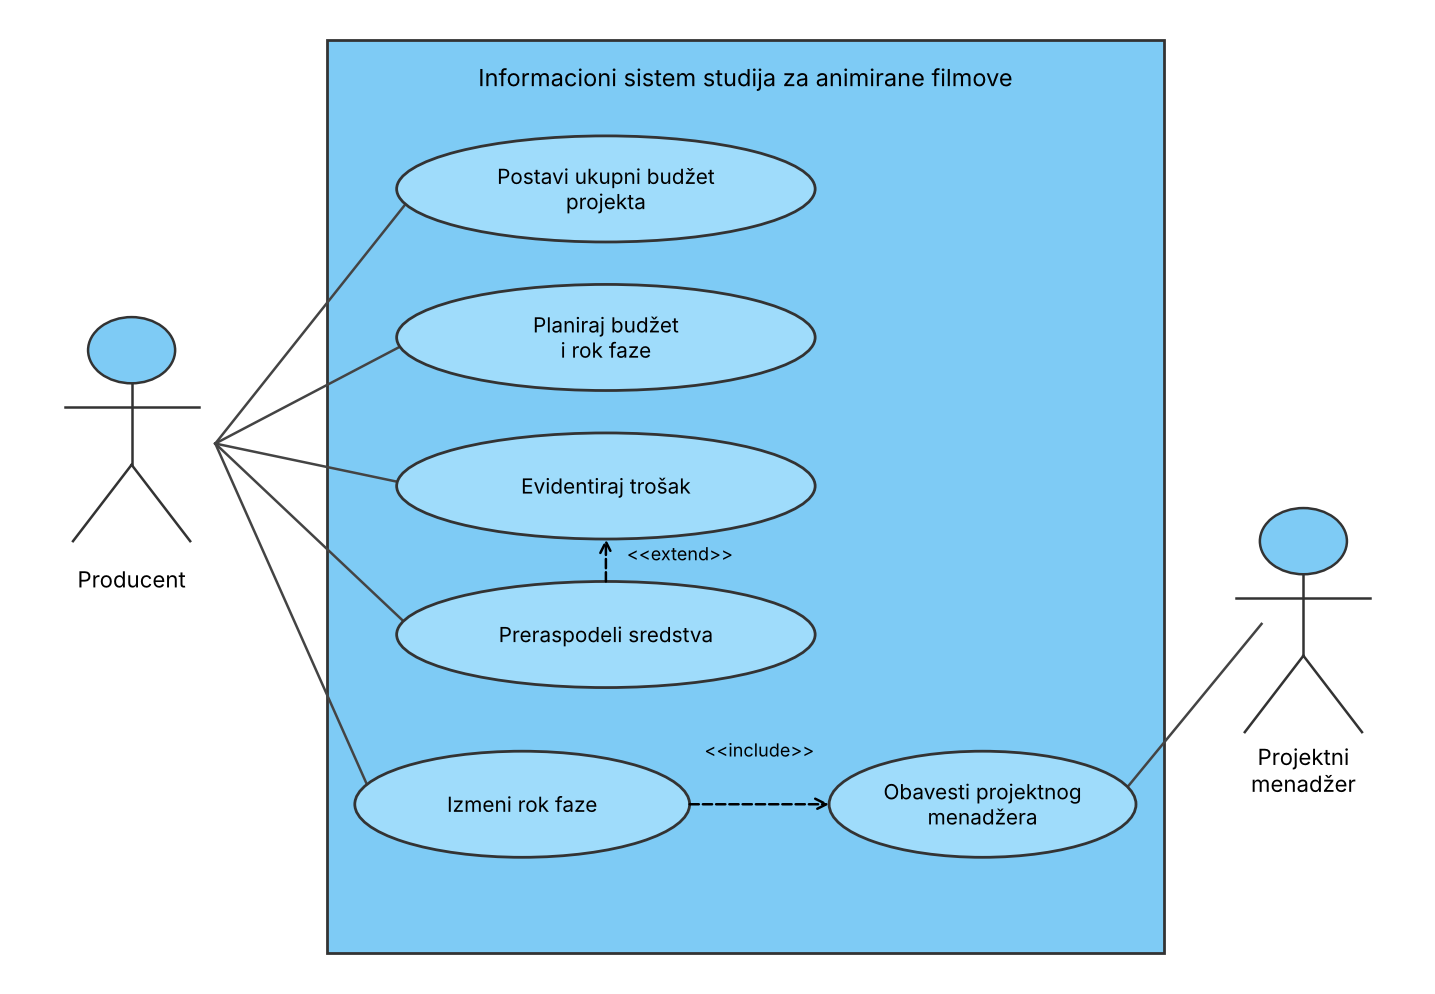 Informacioni sistem studija za animirane filmove
Postavi ukupni budžet
projekta
Planiraj budžet
i rok faze
Evidentiraj trošak
<<extend>>
Producent
Preraspodeli sredstva
<<include>>
Izmeni rok faze
Obavesti projektnog
menadžera
Projektni
menadžer